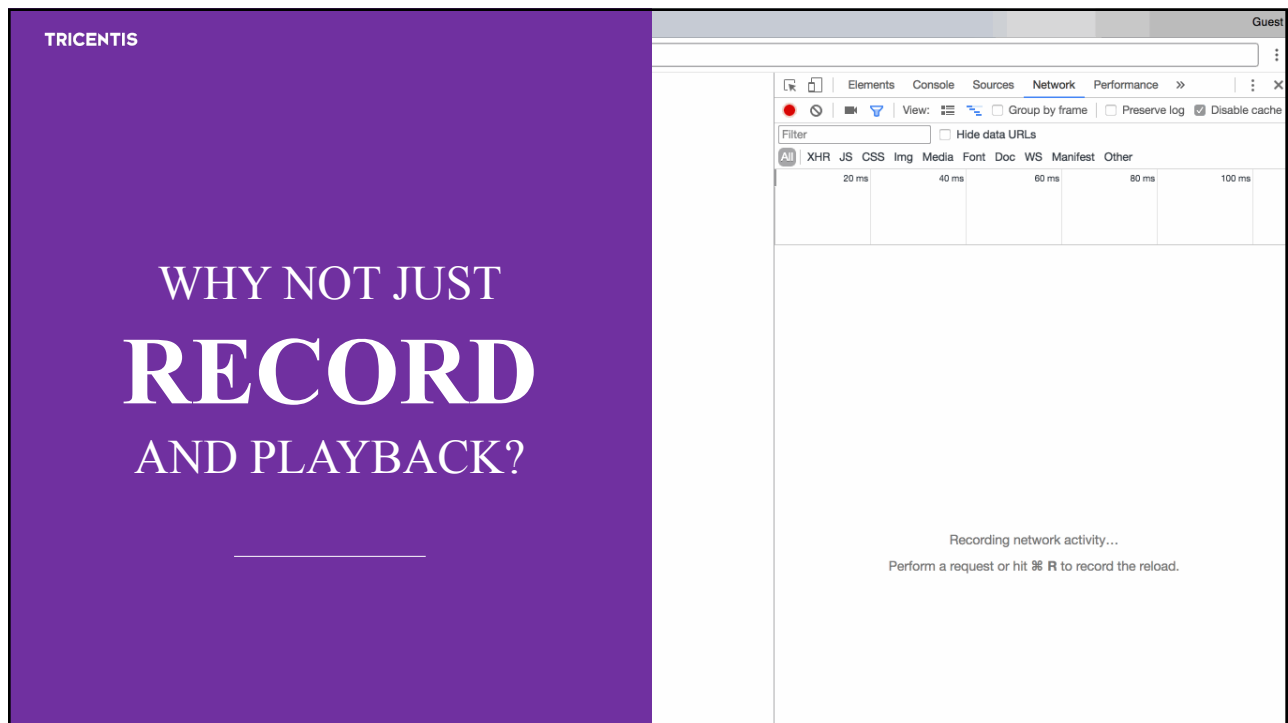 TRICENTIS
WHY NOT JUST
RECORD
AND PLAYBACK?
Guest
Elements Console Sources Network Performance »
View: Group by frame Preserve log Disable cache
Filter Hide data URLs
All XHR JS CSS Img Media Font Doc WS Manifest Other
20 ms 40 ms 60 ms 80 ms 100 ms
Recording network activity…
Perform a request or hit ⌘ R to record the reload.